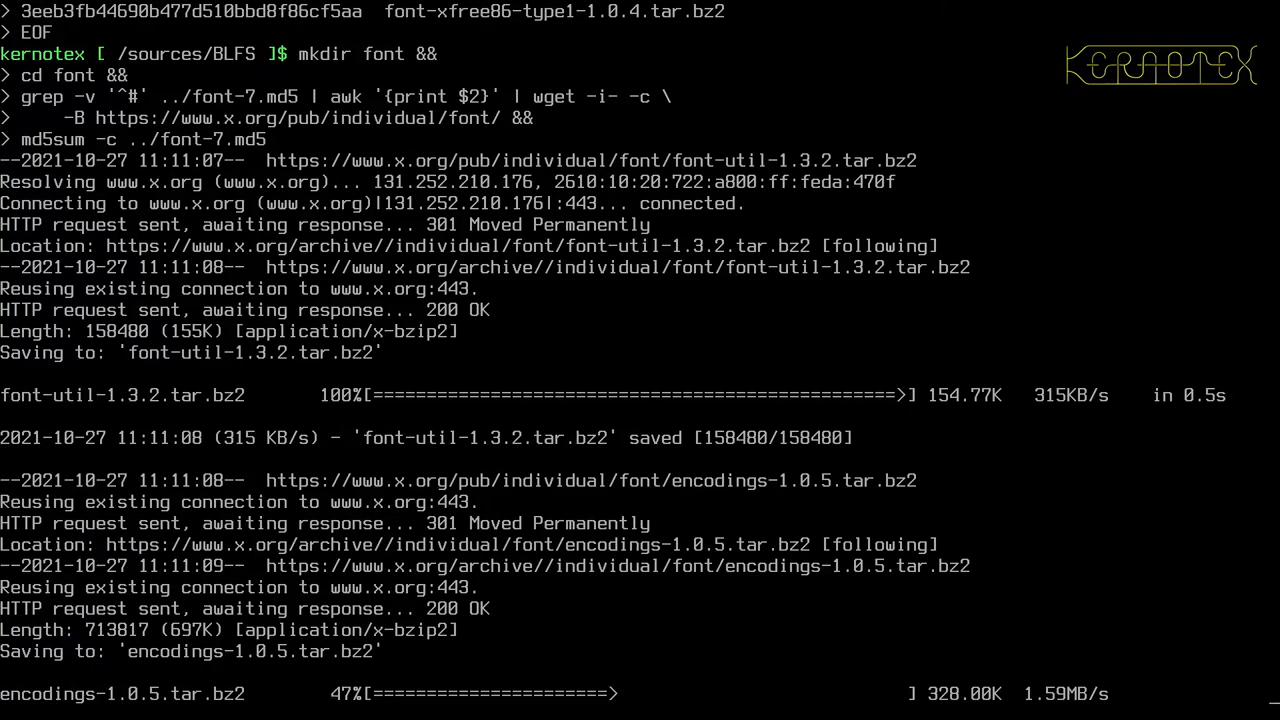 > 3eeb3fb44690b477d510bbd8f86cf5aa  font-xfree86-type1-1.0.4.tar.bz2
> EOF
KERNOTEX
kernotex [ /sources/BLFS ]$ mkdir font &&
> cd font &&
> grep -v '^#' ../font-7.md5 | awk '{print $2}' | wget -i- -c \
>     -B https://www.x.org/pub/individual/font/ &&
> md5sum -c ../font-7.md5
--2021-10-27 11:11:07--  https://www.x.org/pub/individual/font/font-util-1.3.2.tar.bz2
Resolving www.x.org (www.x.org)... 131.252.210.176, 2610:10:20:722:a800:ff:feda:470f
Connecting to www.x.org (www.x.org)|131.252.210.176|:443... connected.
HTTP request sent, awaiting response... 301 Moved Permanently
Location: https://www.x.org/archive//individual/font/font-util-1.3.2.tar.bz2 [following]
--2021-10-27 11:11:08--  https://www.x.org/archive//individual/font/font-util-1.3.2.tar.bz2
Reusing existing connection to www.x.org:443.
HTTP request sent, awaiting response... 200 OK
Length: 158480 (155K) [application/x-bzip2]
Saving to: 'font-util-1.3.2.tar.bz2'
font-util-1.3.2.tar.bz2       100%[=================================================>] 154.77K   315KB/s    in 0.5s
2021-10-27 11:11:08 (315 KB/s) - 'font-util-1.3.2.tar.bz2' saved [158480/158480]
--2021-10-27 11:11:08--  https://www.x.org/pub/individual/font/encodings-1.0.5.tar.bz2
Reusing existing connection to www.x.org:443.
HTTP request sent, awaiting response... 301 Moved Permanently
Location: https://www.x.org/archive//individual/font/encodings-1.0.5.tar.bz2 [following]
--2021-10-27 11:11:09--  https://www.x.org/archive//individual/font/encodings-1.0.5.tar.bz2
Reusing existing connection to www.x.org:443.
HTTP request sent, awaiting response... 200 OK
Length: 713817 (697K) [application/x-bzip2]
Saving to: 'encodings-1.0.5.tar.bz2'
encodings-1.0.5.tar.bz2        47%[======================>                           ] 328.00K  1.59MB/s